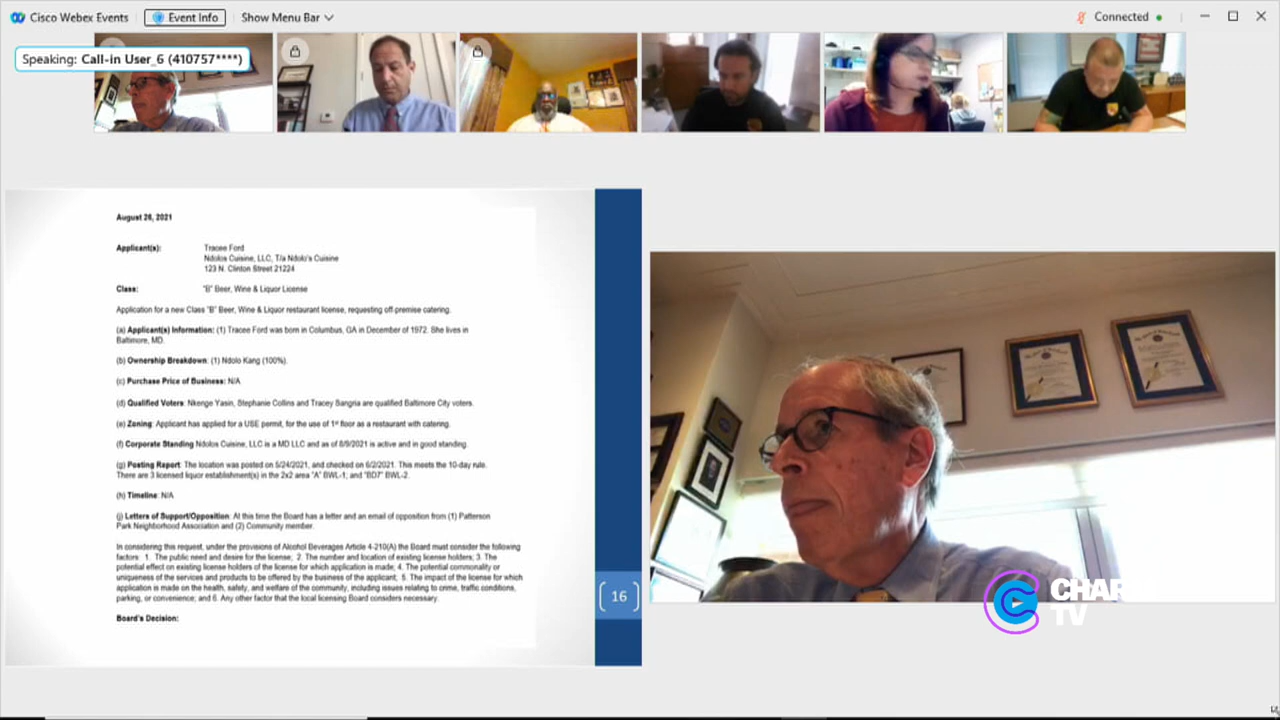 Cisco Webex Events
Event Info
Show Menu Bar
Connected
Speaking: Call-in User_6 (410757****)
August 26, 2021
Applicant(s): Tracee Ford
Ndolos Cuisine, LLC, T/a Ndolo's Cuisine
123 N. Clinton Street 21224
Class: "B" Beer, Wine & Liquor License
Application for a new Class "B" Beer, Wine & Liquor restaurant license, requesting off-premise catering.
(a) Applicant(s) Information: (1) Tracee Ford was born in Columbus, GA in December of 1972. She lives in
Baltimore, MD.
(b) Ownership Breakdown: (1) Ndolo Kang (100%).
(c) Purchase Price of Business: N/A
(d) Qualified Voters: Nkenge Yasin, Stephanie Collins and Tracey Sangria are qualified Baltimore City voters.
(e) Zoning: Applicant has applied for a USE permit, for the use of 1st floor as a restaurant with catering.
(f) Corporate Standing Ndolos Cuisine, LLC is a MD LLC and as of 8/9/2021 is active and in good standing.
(g) Posting Report: The location was posted on 5/24/2021, and checked on 6/2/2021. This meets the 10-day rule.
There are 3 licensed liquor establishment(s) in the 2x2 area "A" BWL-1; and "BD7" BWL-2.
(h) Timeline: N/A
(j) Letters of Support/Opposition: At this time the Board has a letter and an email of opposition from (1) Patterson
Park Neighborhood Association and (2) Community member.
In considering this request, under the provisions of Alcohol Beverages Article 4-210(A) the Board must consider the following
factors: 1. The public need and desire for the license; 2. The number and location of existing license holders; 3. The
potential effect on existing license holders of the license for which application is made; 4. The potential commonality or
uniqueness of the services and products to be offered by the business of the applicant; 5. The impact of the license for which
application is made on the health, safety, and welfare of the community, including issues relating to crime, traffic conditions,
parking, or convenience; and 6. Any other factor that the local licensing Board considers necessary.
Board's Decision:
16
CHAR
TV